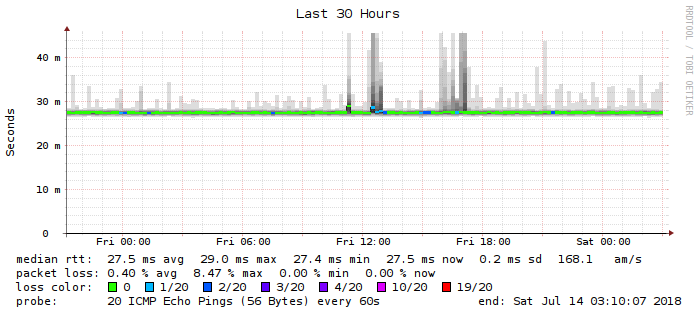 Last 30 Hours
RRDTOOL / TOBI OETIKER
Seconds
40 m
30 m
20 m
10 m
0
Fri 00:00 Fri 06:00 Fri 12:00 Fri 18:00 Sat 00:00
median rtt: 27.5 ms avg 29.0 ms max 27.4 ms min 27.5 ms now 0.2 ms sd 168.1 am/s
packet loss: 0.40 % avg 8.47 % max 0.00 % min 0.00 % now
loss color: 0 1/20 2/20 3/20 4/20 10/20 19/20
probe: 20 ICMP Echo Pings (56 Bytes) every 60s end: Sat Jul 14 03:10:07 2018